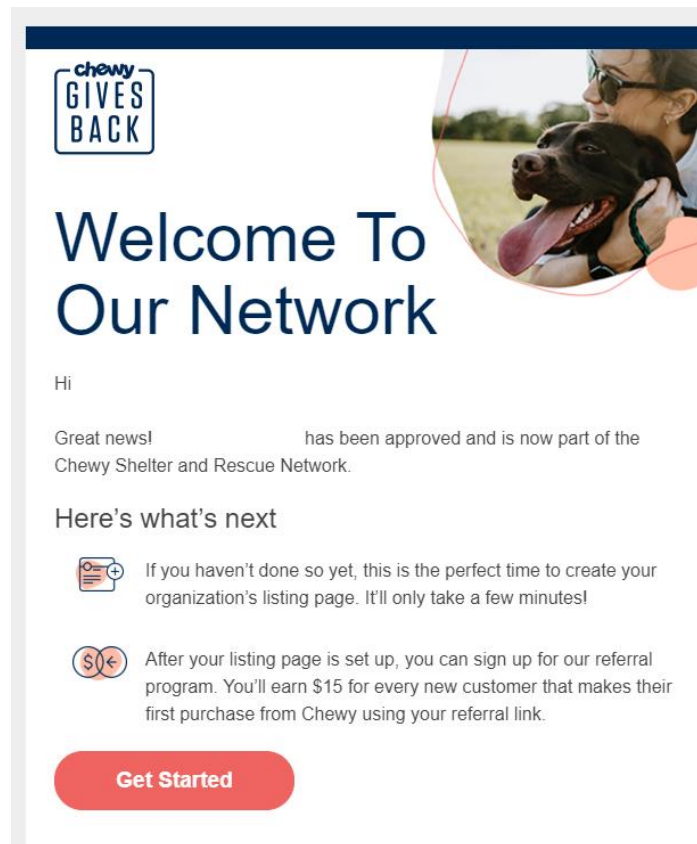 chewy
GIVES
BACK
Welcome To
Our Network
Hi
Great news! has been approved and is now part of the
Chewy Shelter and Rescue Network.
Here's what's next
If you haven't done so yet, this is the perfect time to create your
organization's listing page. It'll only take a few minutes!
$
After your listing page is set up, you can sign up for our referral
program. You'll earn $15 for every new customer that makes their
first purchase from Chewy using your referral link.
Get Started